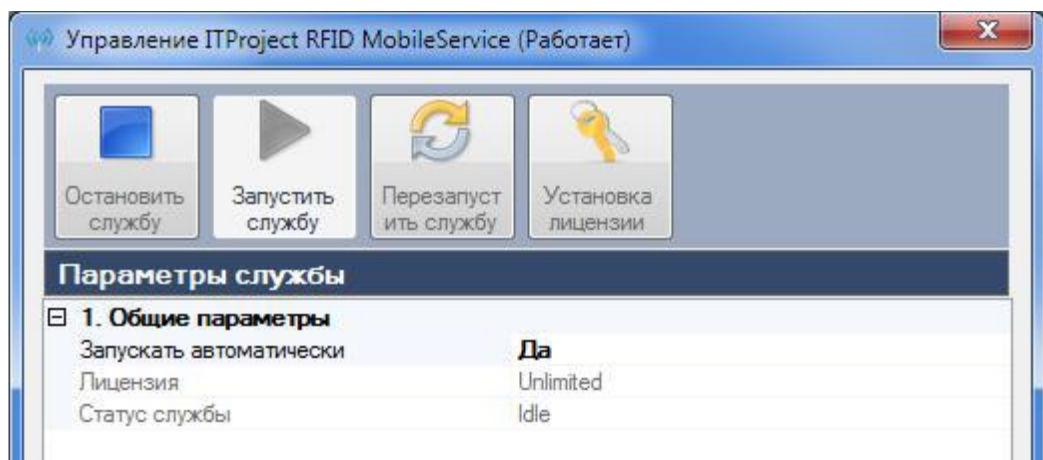 Управление ITProject RFID MobileService (Работает)
Остановить службу
Запустить службу
Перезапуст ить службу
Установка лицензии
Параметры службы
1. Общие параметры
Запускать автоматически Да
Лицензия Unlimited
Статус службы Idle